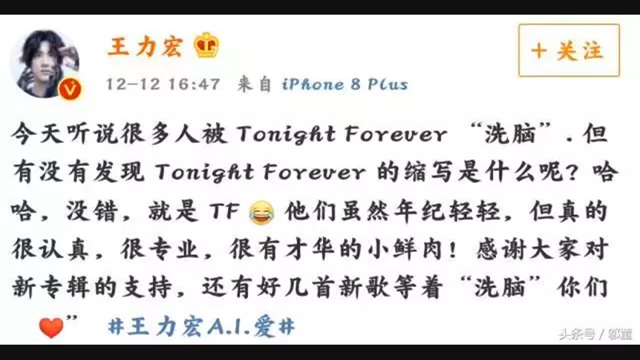 王力宏
+关注
12-12 16:47 来自 iPhone 8 Plus
今天听说很多人被 Tonight Forever “洗脑”.但
有没有发现 Tonight Forever 的缩写是什么呢？哈
哈，没错，就是 TF 😂 他们虽然年纪轻轻，但真的
很认真，很专业，很有才华的小鲜肉！感谢大家对
新专辑的支持，还有好几首新歌等着“洗脑”你们
❤️” #王力宏A.I.爱#
头条号/郭董